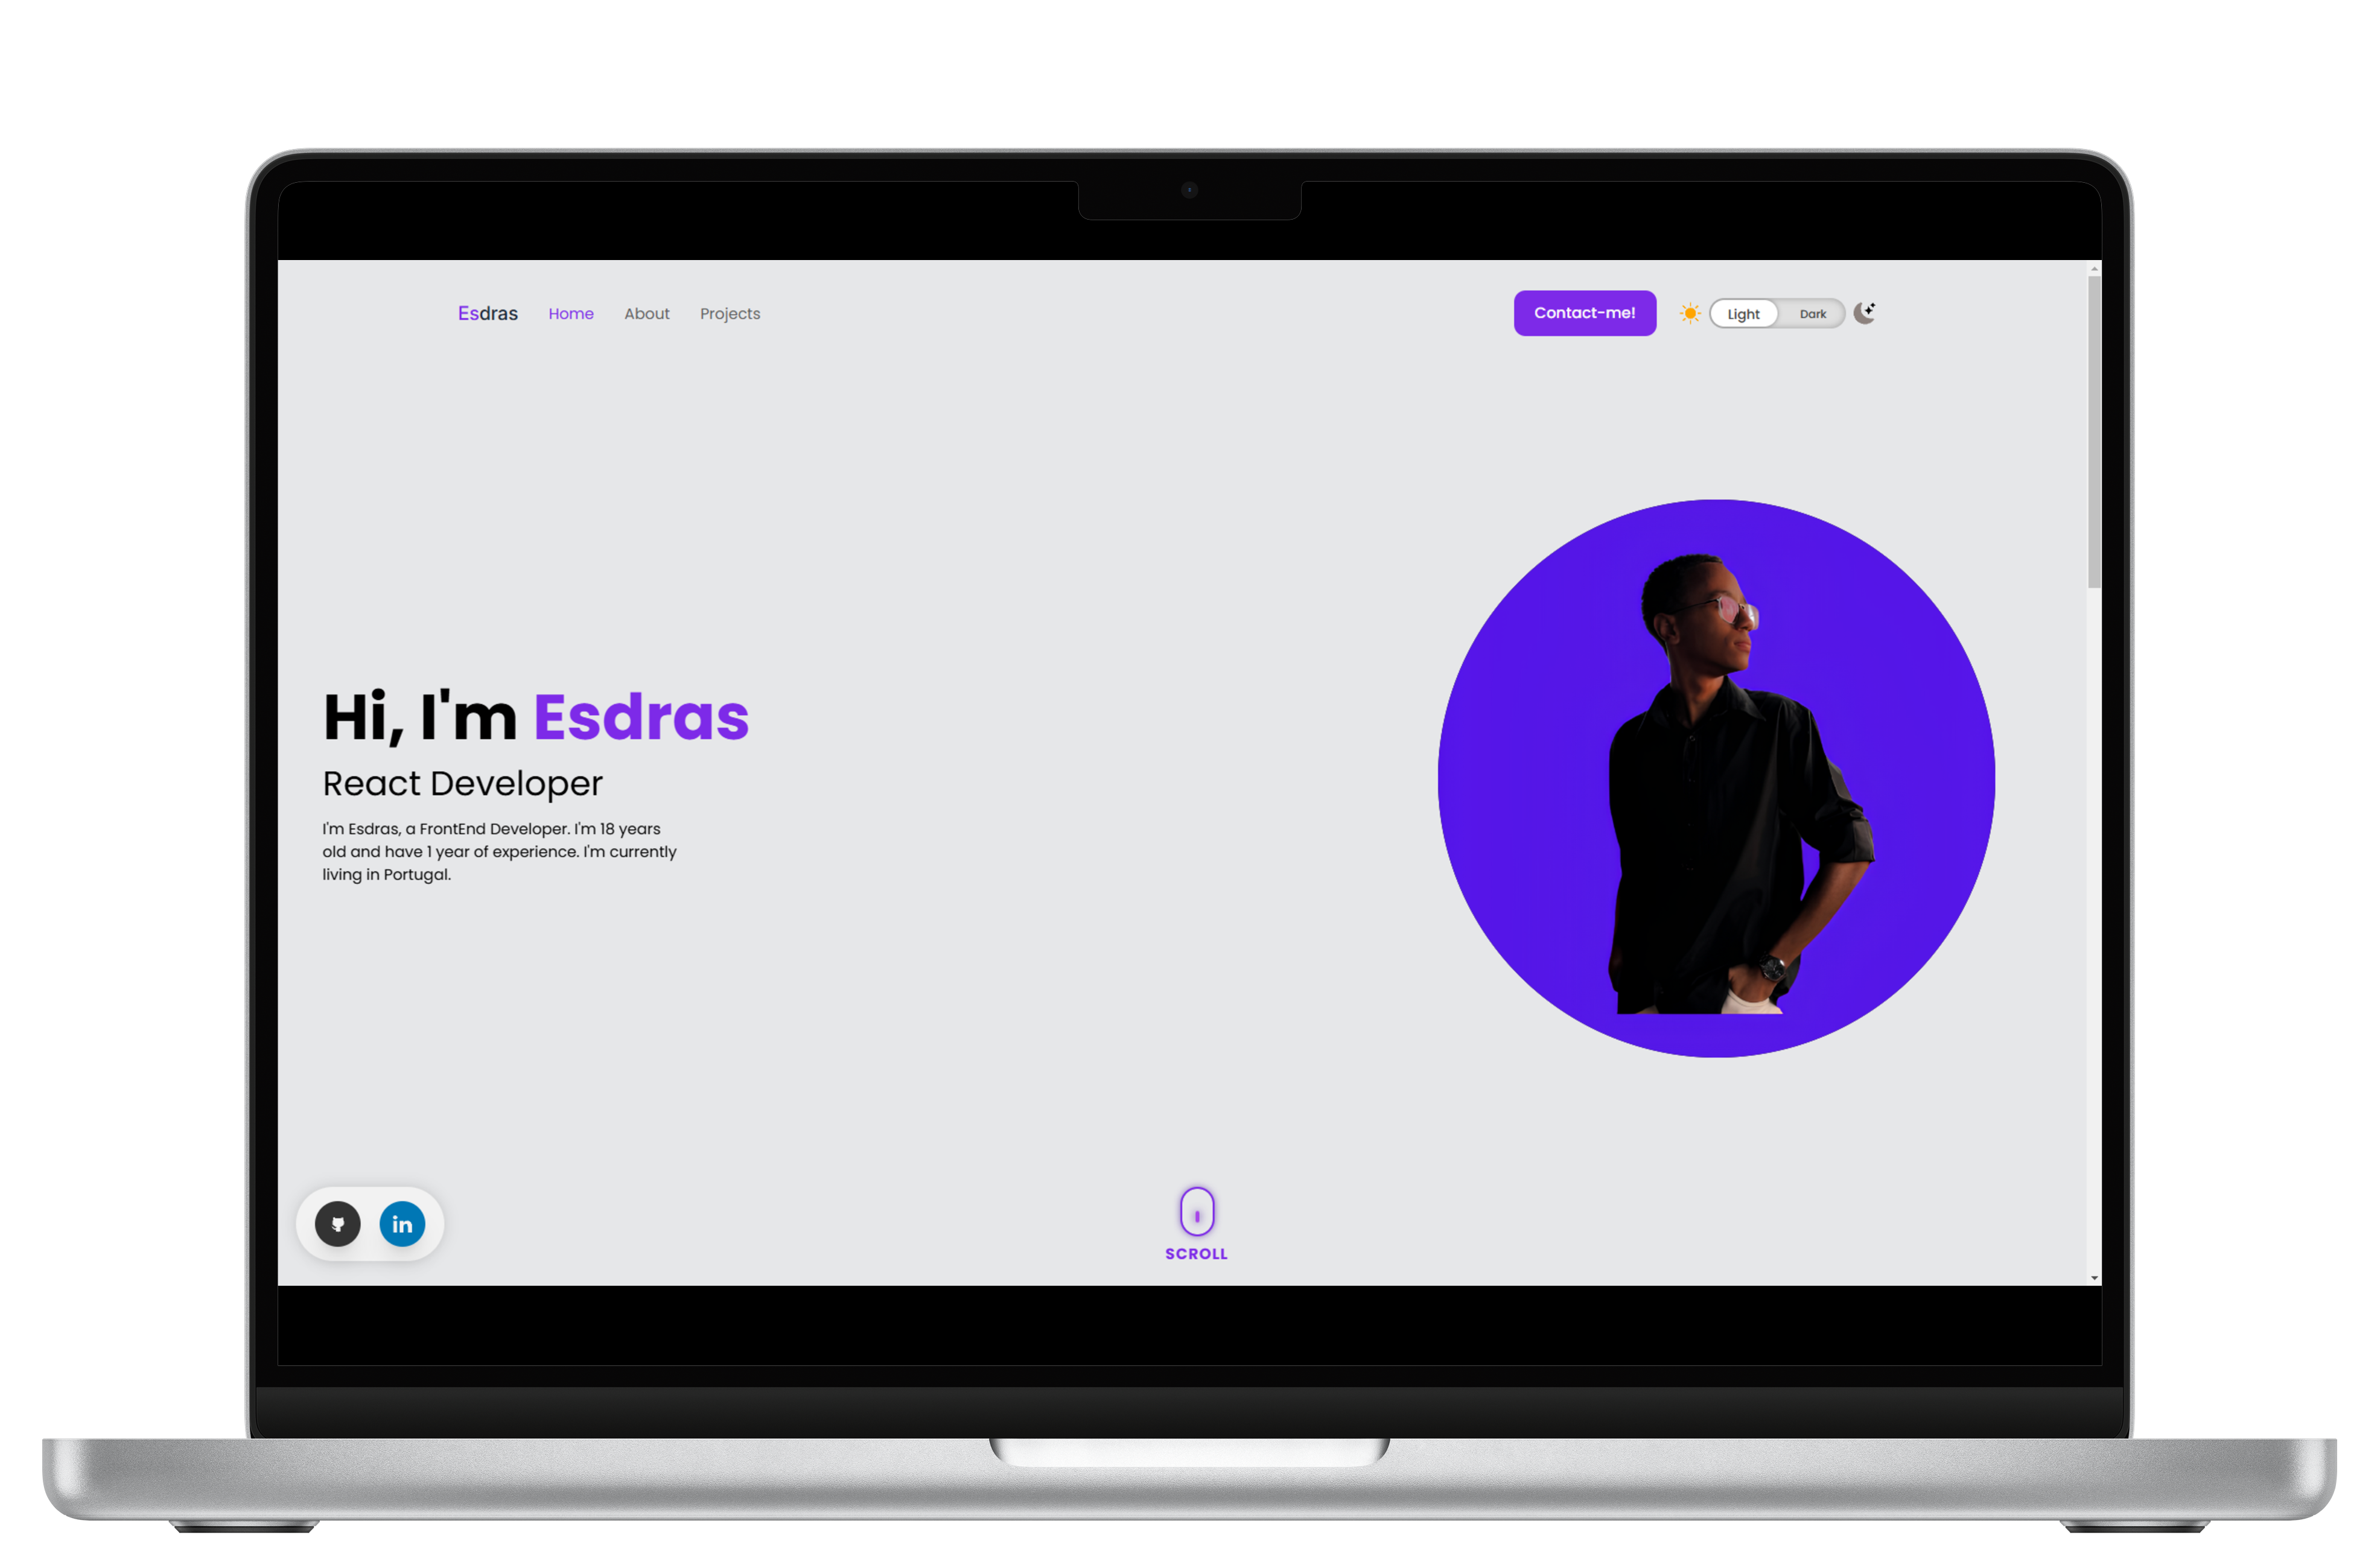 Esdras Home About Projects Contact-me! Light Dark
Hi, I'm Esdras
React Developer
I'm Esdras, a FrontEnd Developer. I'm 18 years
old and have 1 year of experience. I'm currently
living in Portugal.
in
SCROLL